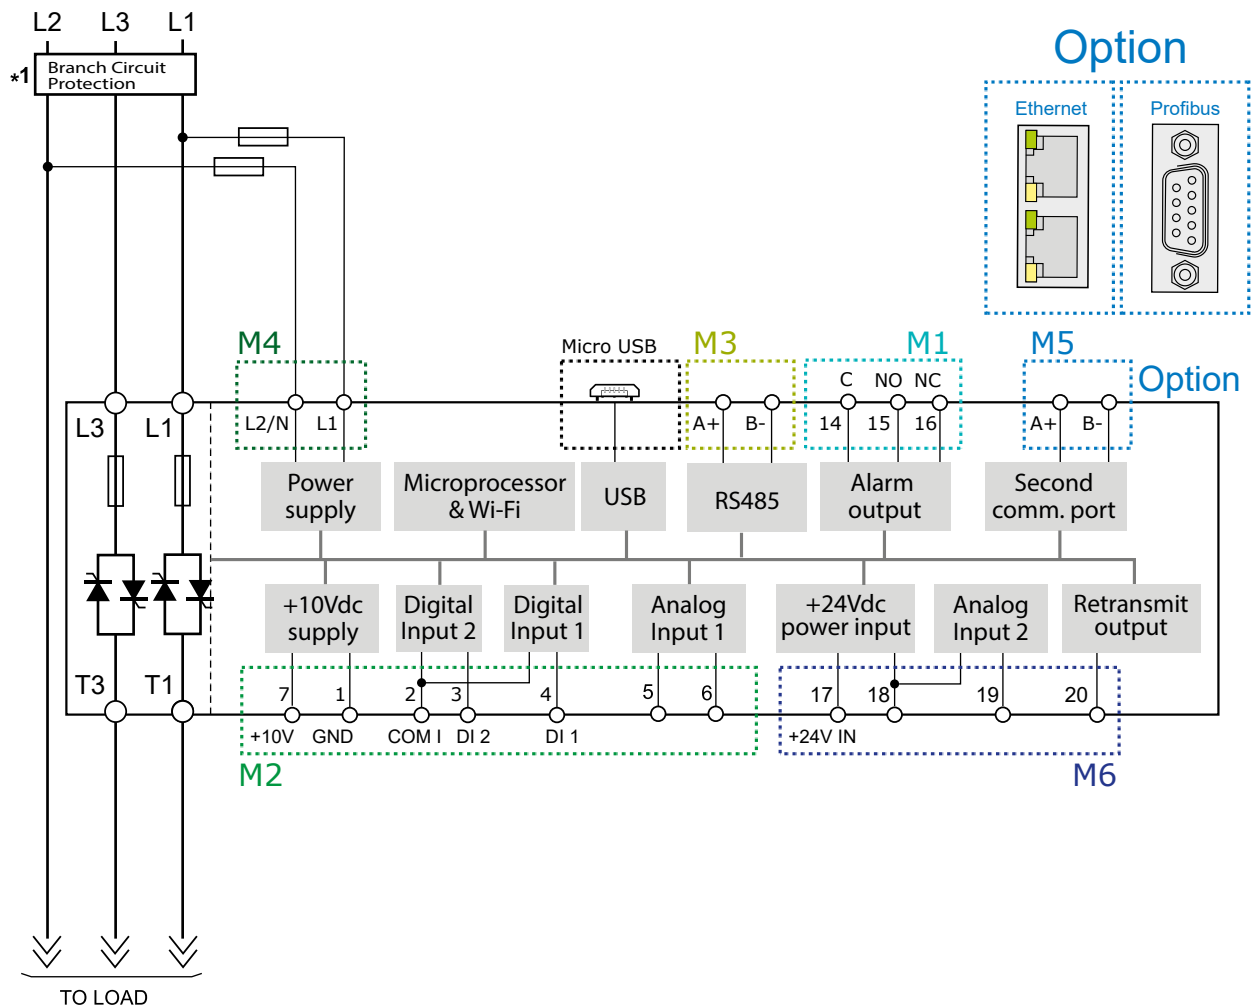 L2 L3 L1
*1 Branch Circuit
Protection
Option
Ethernet Profibus
M4 Micro USB M3 M1 M5 Option
C NO NC
L3 L1 L2/N L1 A+ B- 14 15 16 A+ B-
Power
supply
Microprocessor
& Wi-Fi
USB
RS485
Alarm
output
Second
comm. port
+10Vdc
supply
Digital
Input 2
Digital
Input 1
Analog
Input 1
+24Vdc
power input
Analog
Input 2
Retransmit
output
T3 T1 7 1 2 3 4 5 6 17 18 19 20
+10V GND COM I DI 2 DI 1 +24V IN
M2 M6
TO LOAD